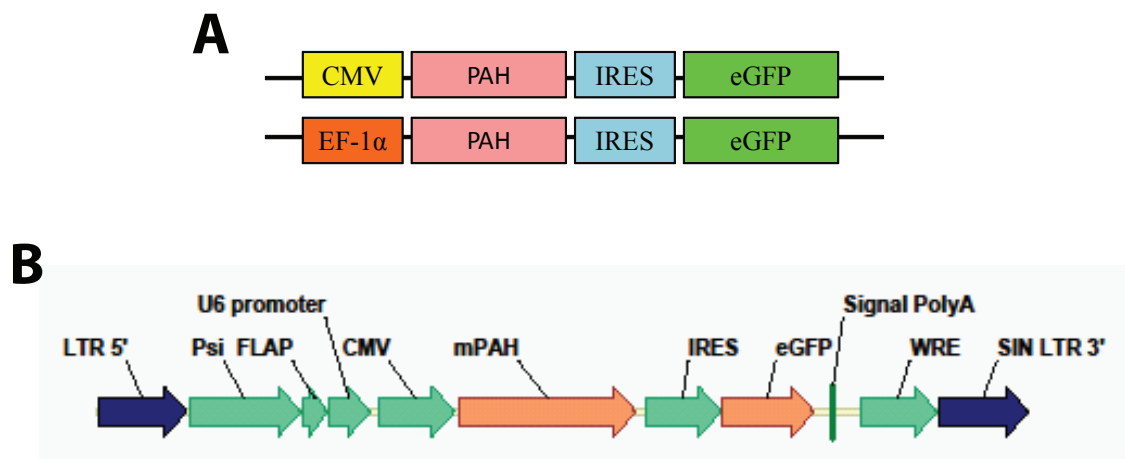 A
CMV PAH IRES eGFP
EF-1α PAH IRES eGFP
B
U6 promoter Signal PolyA
LTR 5' Psi FLAP CMV mPAH IRES eGFP WRE SIN LTR 3'